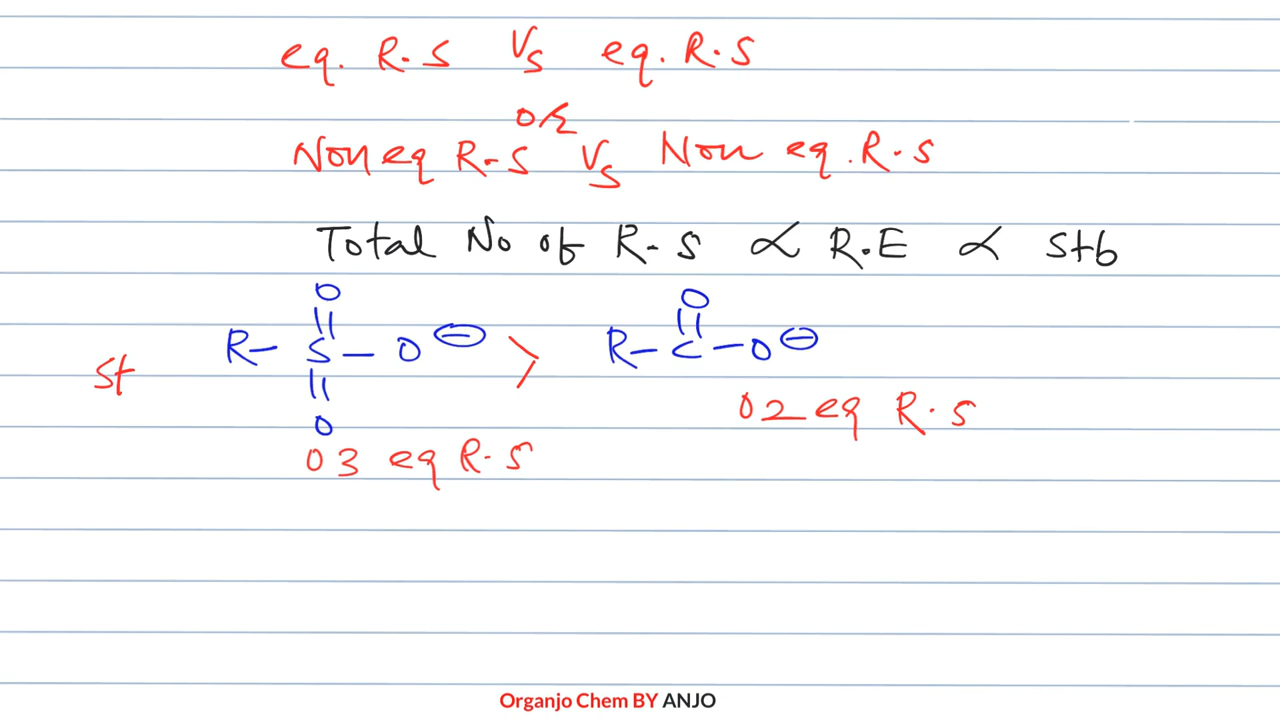 eq. R-S Vs eq. R.S
or
Non eq R-S Vs Non eq. R.S
Total No of R-S ∝ R.E ∝ Stb
O O
|| ||
St R- S - O ⊖ > R- C - O ⊖
||
O
02 eq R.S
03 eq R.S
Organjo Chem BY ANJO